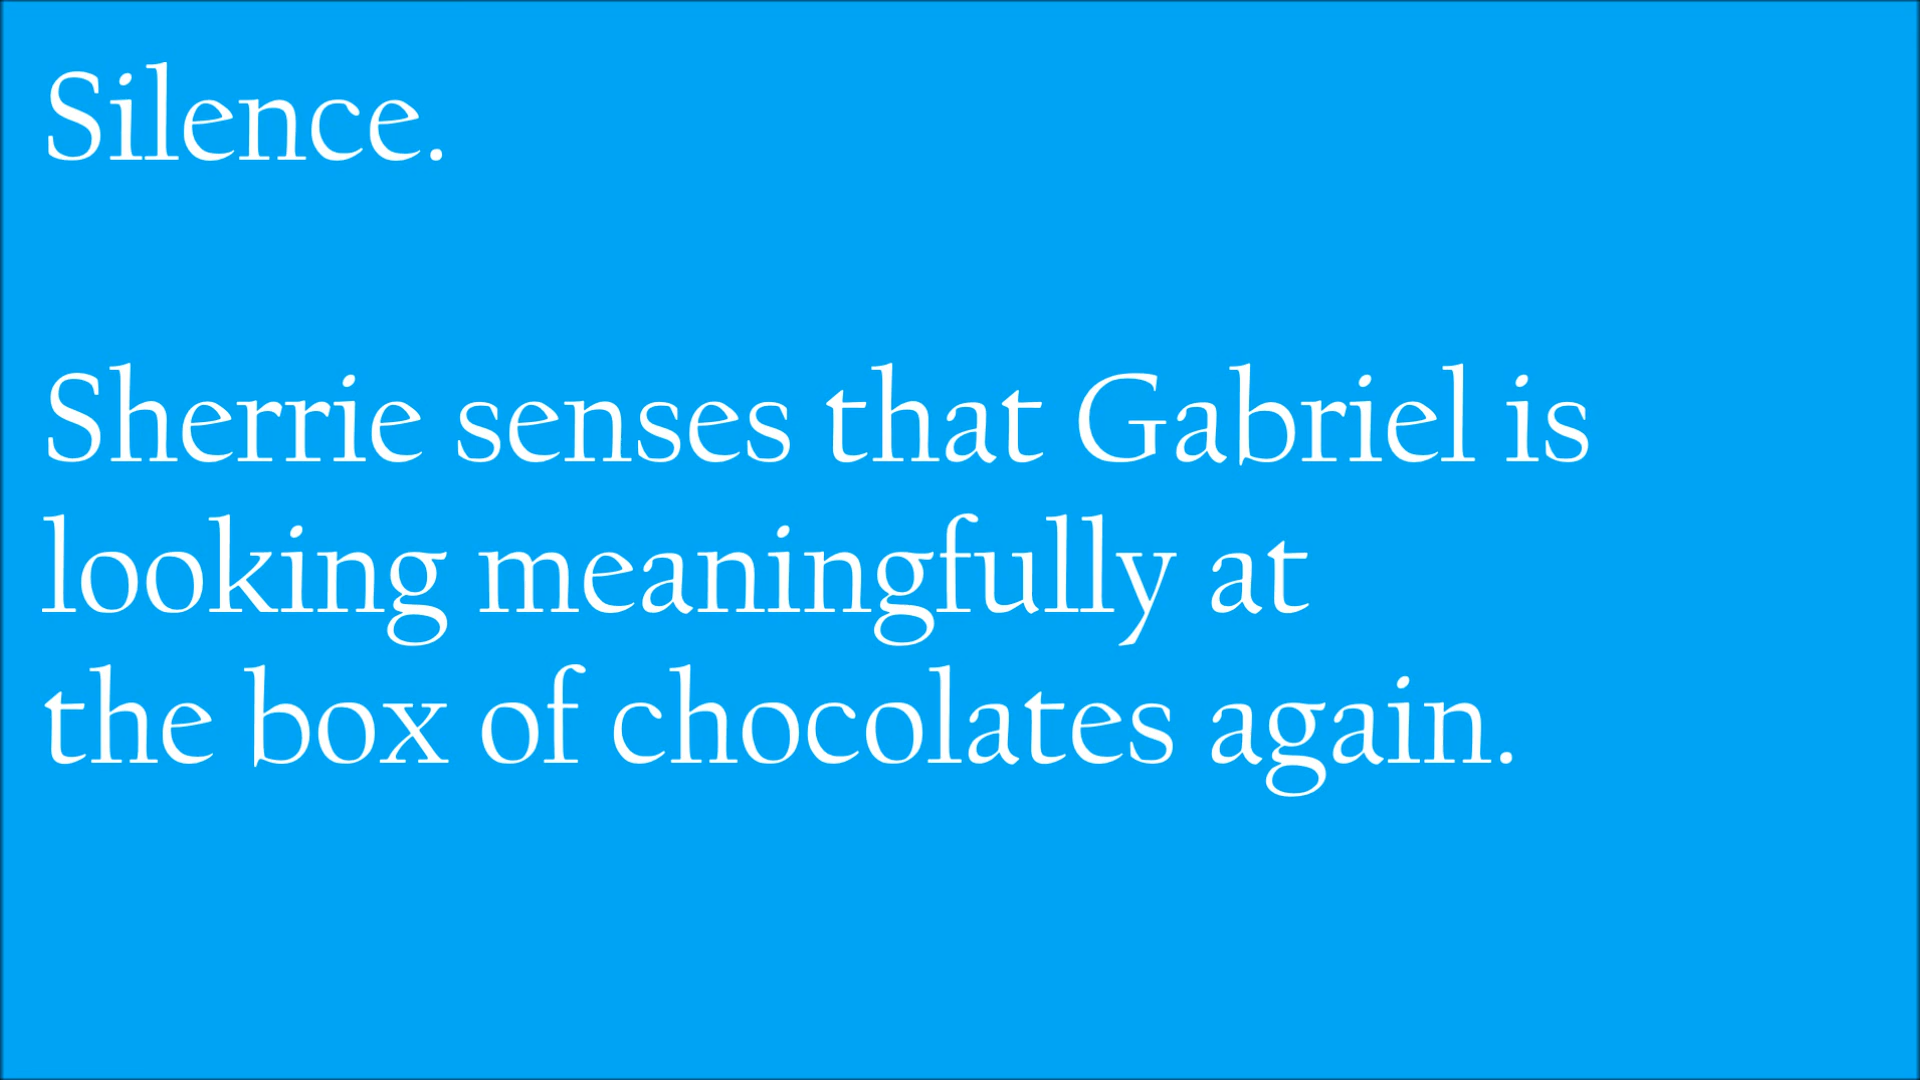 Silence.
Sherrie senses that Gabriel is
looking meaningfully at
the box of chocolates again.